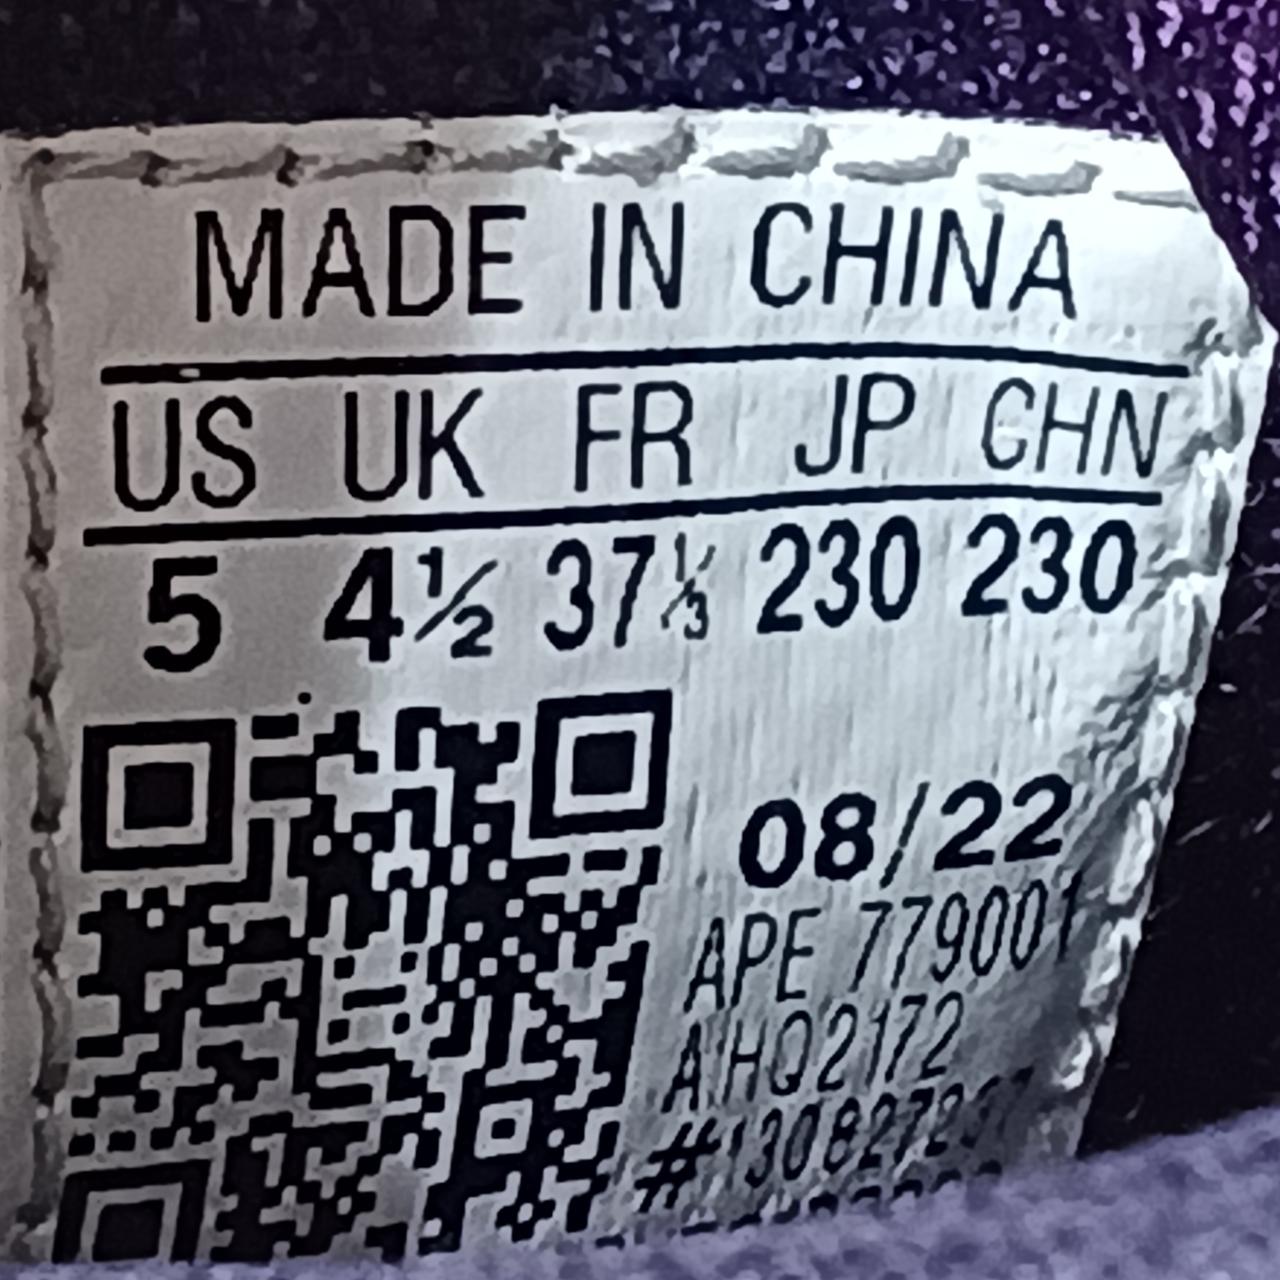 MADE IN CHINA
US UK FR JP CHN
5 4½ 37⅓ 230 230
08/22
APE 779001
A HQ2172